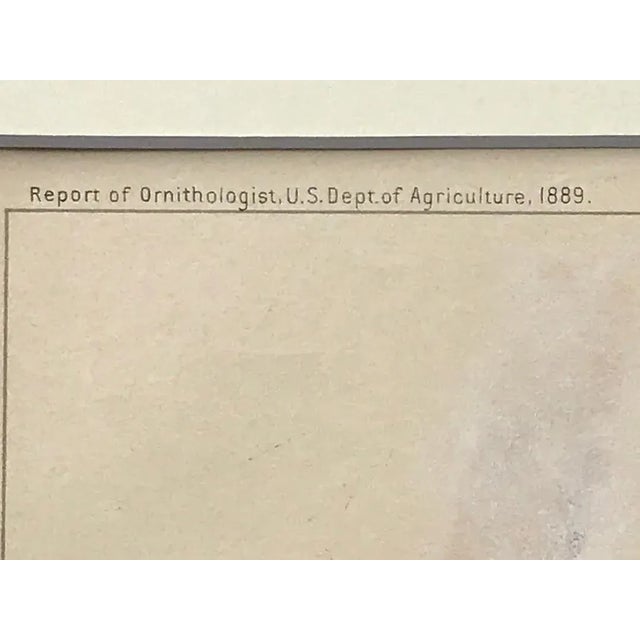 Report of Ornithologist, U.S. Dept. of Agriculture, 1889.